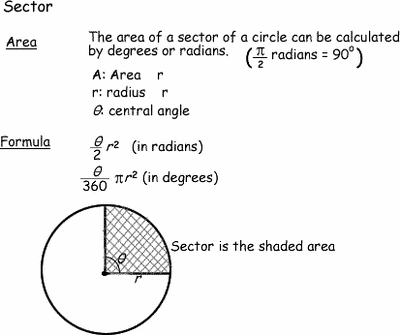 Sector
Area
The area of a sector of a circle can be calculated
by degrees or radians. (π/2 radians = 90°)
A: Area r
r: radius r
θ: central angle
Formula
θ/2 r² (in radians)
θ/360 πr² (in degrees)
Sector is the shaded area
θ
r